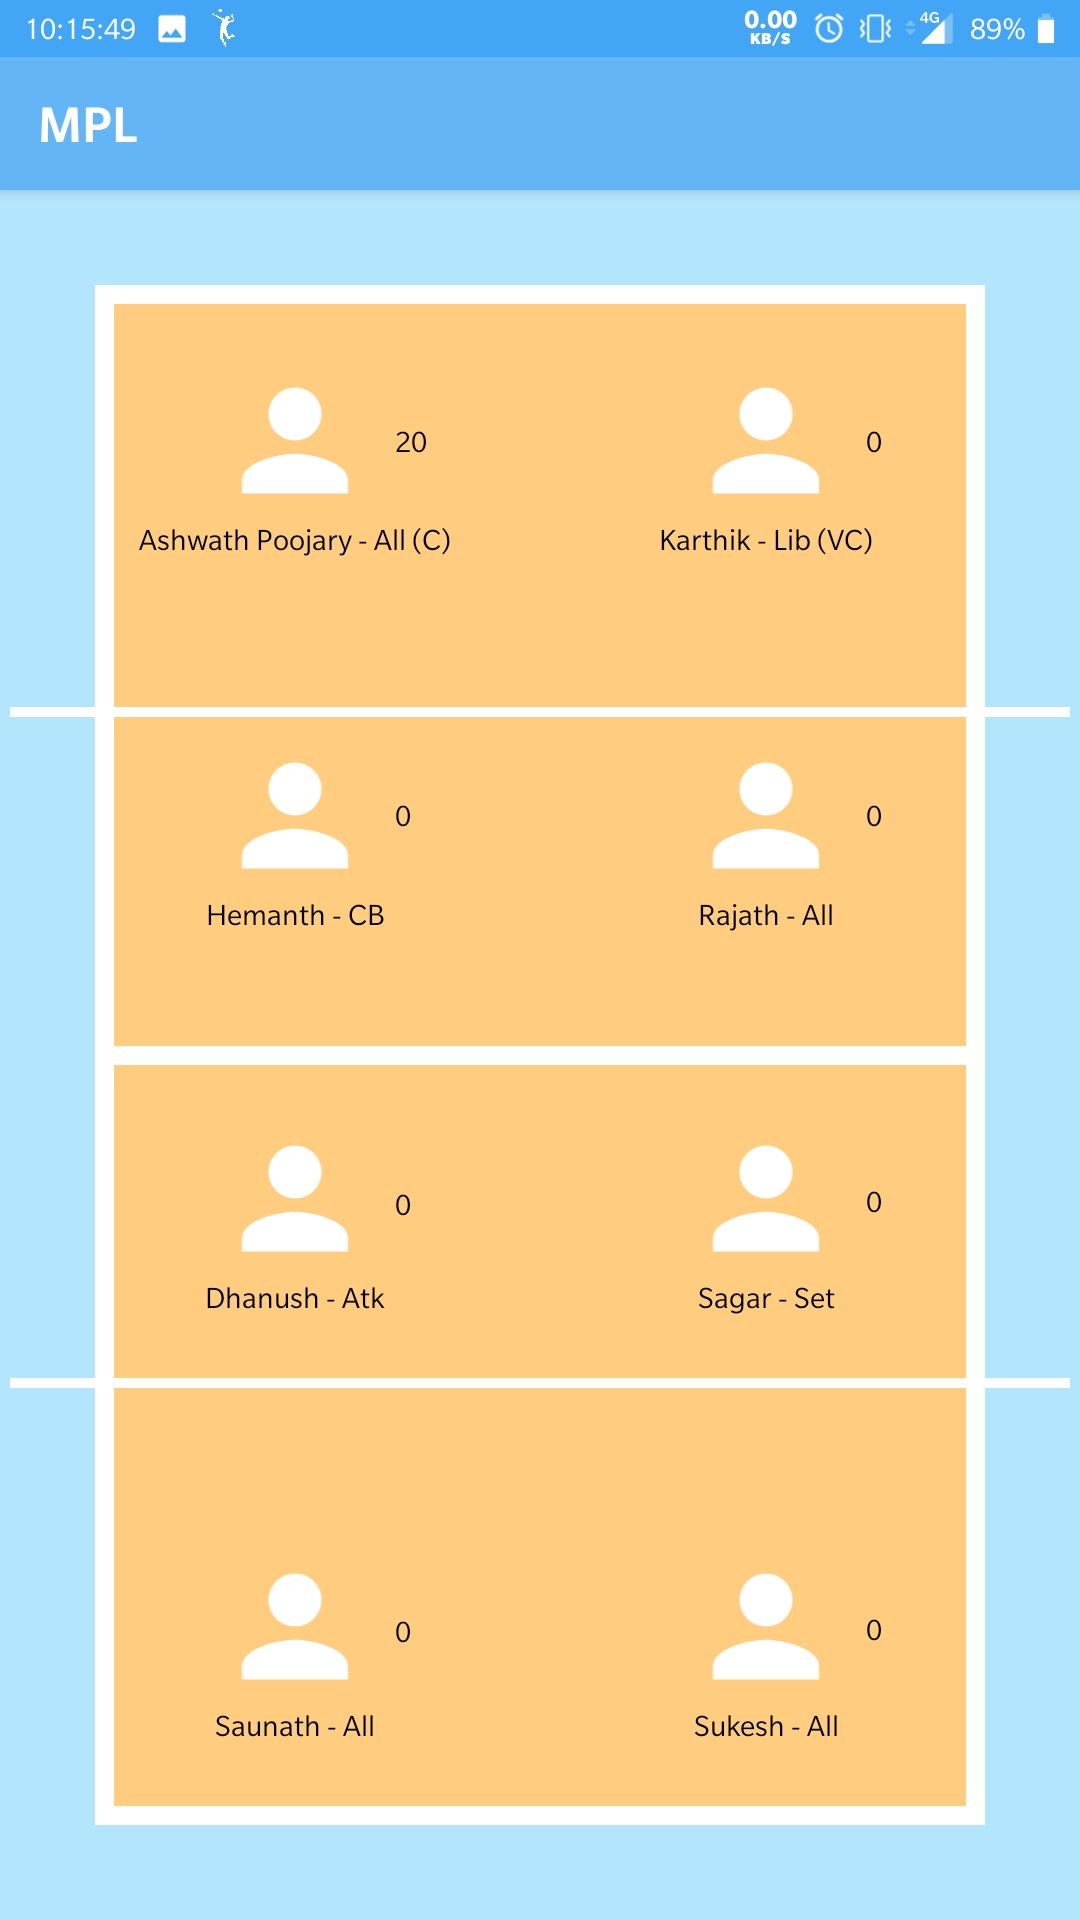 10:15:49 0.00 KB/S 4G 89%
MPL
20 0
Ashwath Poojary - All (C) Karthik - Lib (VC)
0 0
Hemanth - CB Rajath - All
0 0
Dhanush - Atk Sagar - Set
0 0
Saunath - All Sukesh - All